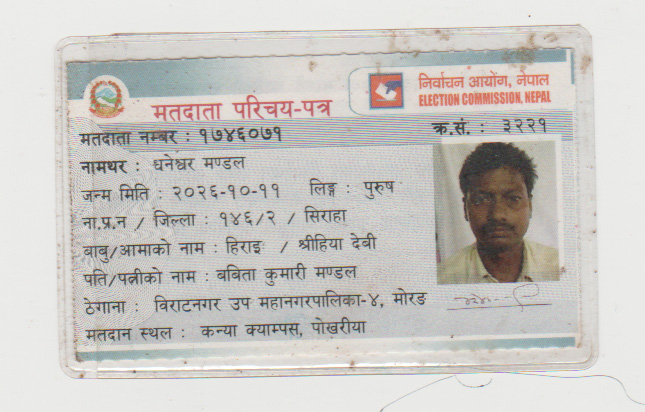 निर्वाचन आयोग, नेपाल
ELECTION COMMISSION, NEPAL
मतदाता परिचय-पत्र
मतदाता नम्बर : १७४६०७१ क्र.सं. : ३२२१
नामथर : धनेश्वर मण्डल
जन्म मिति : २०२६-१०-११ लिङ्ग : पुरुष
ना.प्र.न / जिल्ला : १४६/२ / सिराहा
बाबु/आमाको नाम : हिराइ / श्रीहिया देवी
पति/पत्नीको नाम : बबिता कुमारी मण्डल
ठेगाना : विराटनगर उप महानगरपालिका-४, मोरङ
मतदान स्थल : कन्या क्याम्पस, पोखरीया